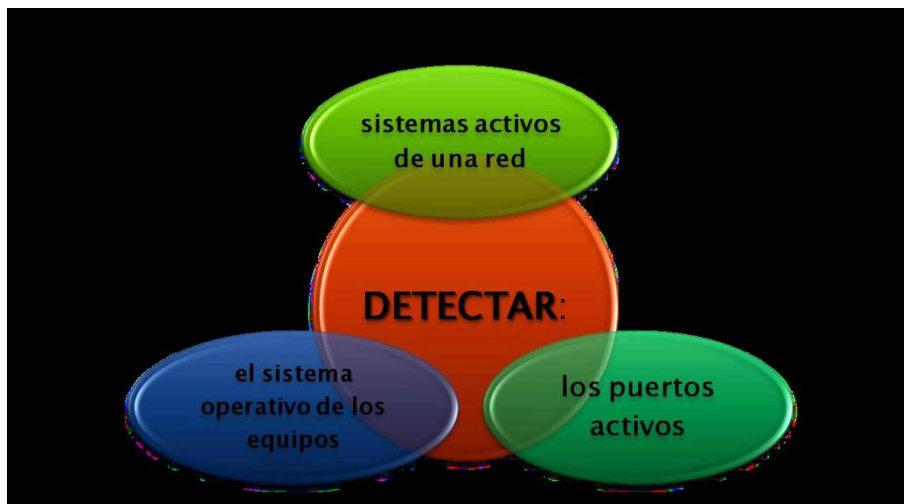 sistemas activos
de una red
DETECTAR:
el sistema
operativo de los
equipos
los puertos
activos